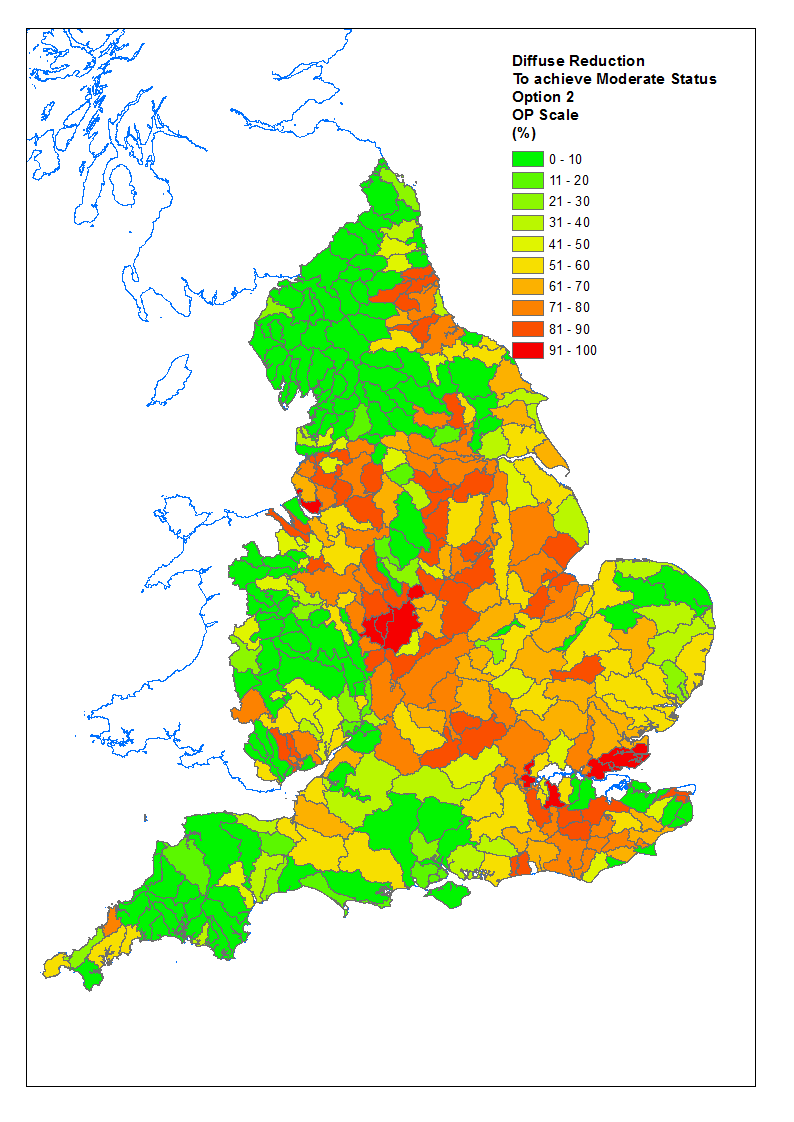 Diffuse Reduction
To achieve Moderate Status
Option 2
OP Scale
(%)
0 - 10
11 - 20
21 - 30
31 - 40
41 - 50
51 - 60
61 - 70
71 - 80
81 - 90
91 - 100